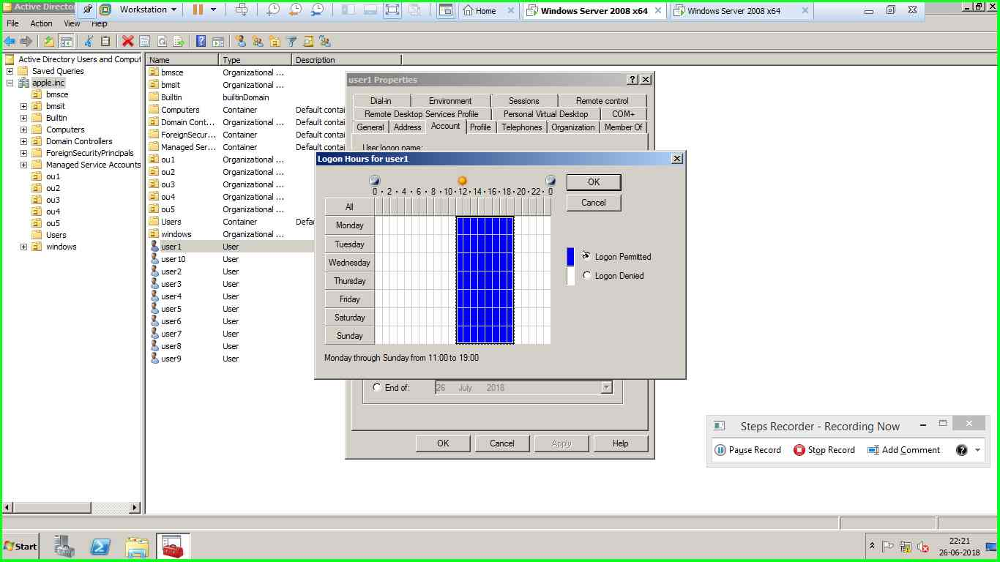 Active Directo
Workstation
Home
Windows Server 2008 x64
Windows Server 2008 x64
File Action View Help
Active Directory Users and Comput
Saved Queries
apple.inc
bmsce
bmsit
Builtin
Computers
Domain Controllers
ForeignSecurityPrincipals
Managed Service Accounts
ou1
ou2
ou3
ou4
ou5
Users
windows
Name Type Description
bmsce Organizational ...
bmsit Organizational ...
Builtin builtinDomain
Computers Container Default contai
Domain Cont... Organizational ... Default contai
ForeignSecur... Container Default contai
Managed Ser... Container Default contai
ou1 Organizational ...
ou2 Organizational ...
ou3 Organizational ...
ou4 Organizational ...
ou5 Organizational ...
Users Container Defau
windows Organizational ...
user1 User
user10 User
user2 User
user3 User
user4 User
user5 User
user6 User
user7 User
user8 User
user9 User
user1 Properties
Dial-in Environment Sessions Remote control
Remote Desktop Services Profile Personal Virtual Desktop COM+
General Address Account Profile Telephones Organization Member Of
User logon name:
Logon Hours for user1
0 · 2 · 4 · 6 · 8 · 10 · 12 · 14 · 16 · 18 · 20 · 22 · 0
All
Monday
Tuesday
Wednesday
Thursday
Friday
Saturday
Sunday
OK
Cancel
Logon Permitted
Logon Denied
Monday through Sunday from 11:00 to 19:00
End of: 26 July 2018
OK Cancel Apply Help
Steps Recorder - Recording Now
Pause Record Stop Record Add Comment
Start
22:21
26-06-2018